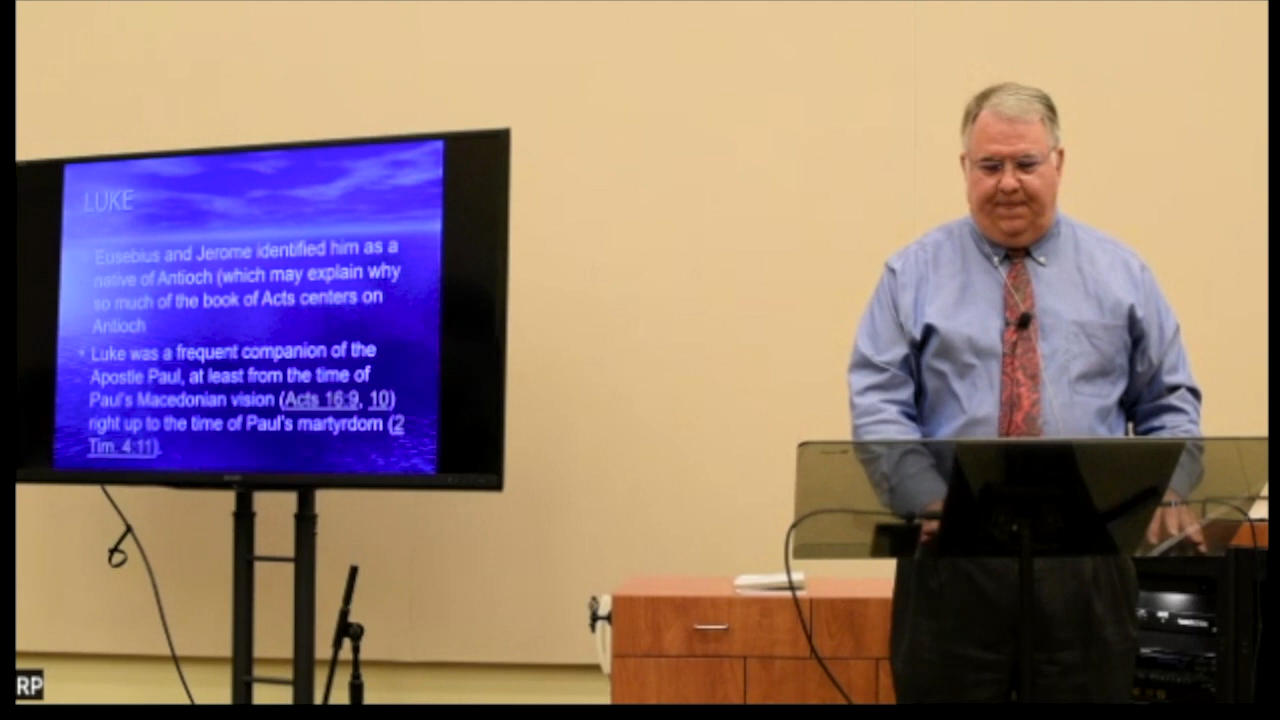 LUKE
Eusebius and Jerome identified him as a
native of Antioch (which may explain why
so much of the book of Acts centers on
Antioch
• Luke was a frequent companion of the
Apostle Paul, at least from the time of
Paul's Macedonian vision (Acts 16:9, 10)
right up to the time of Paul's martyrdom (2
Tim. 4:11).
RP